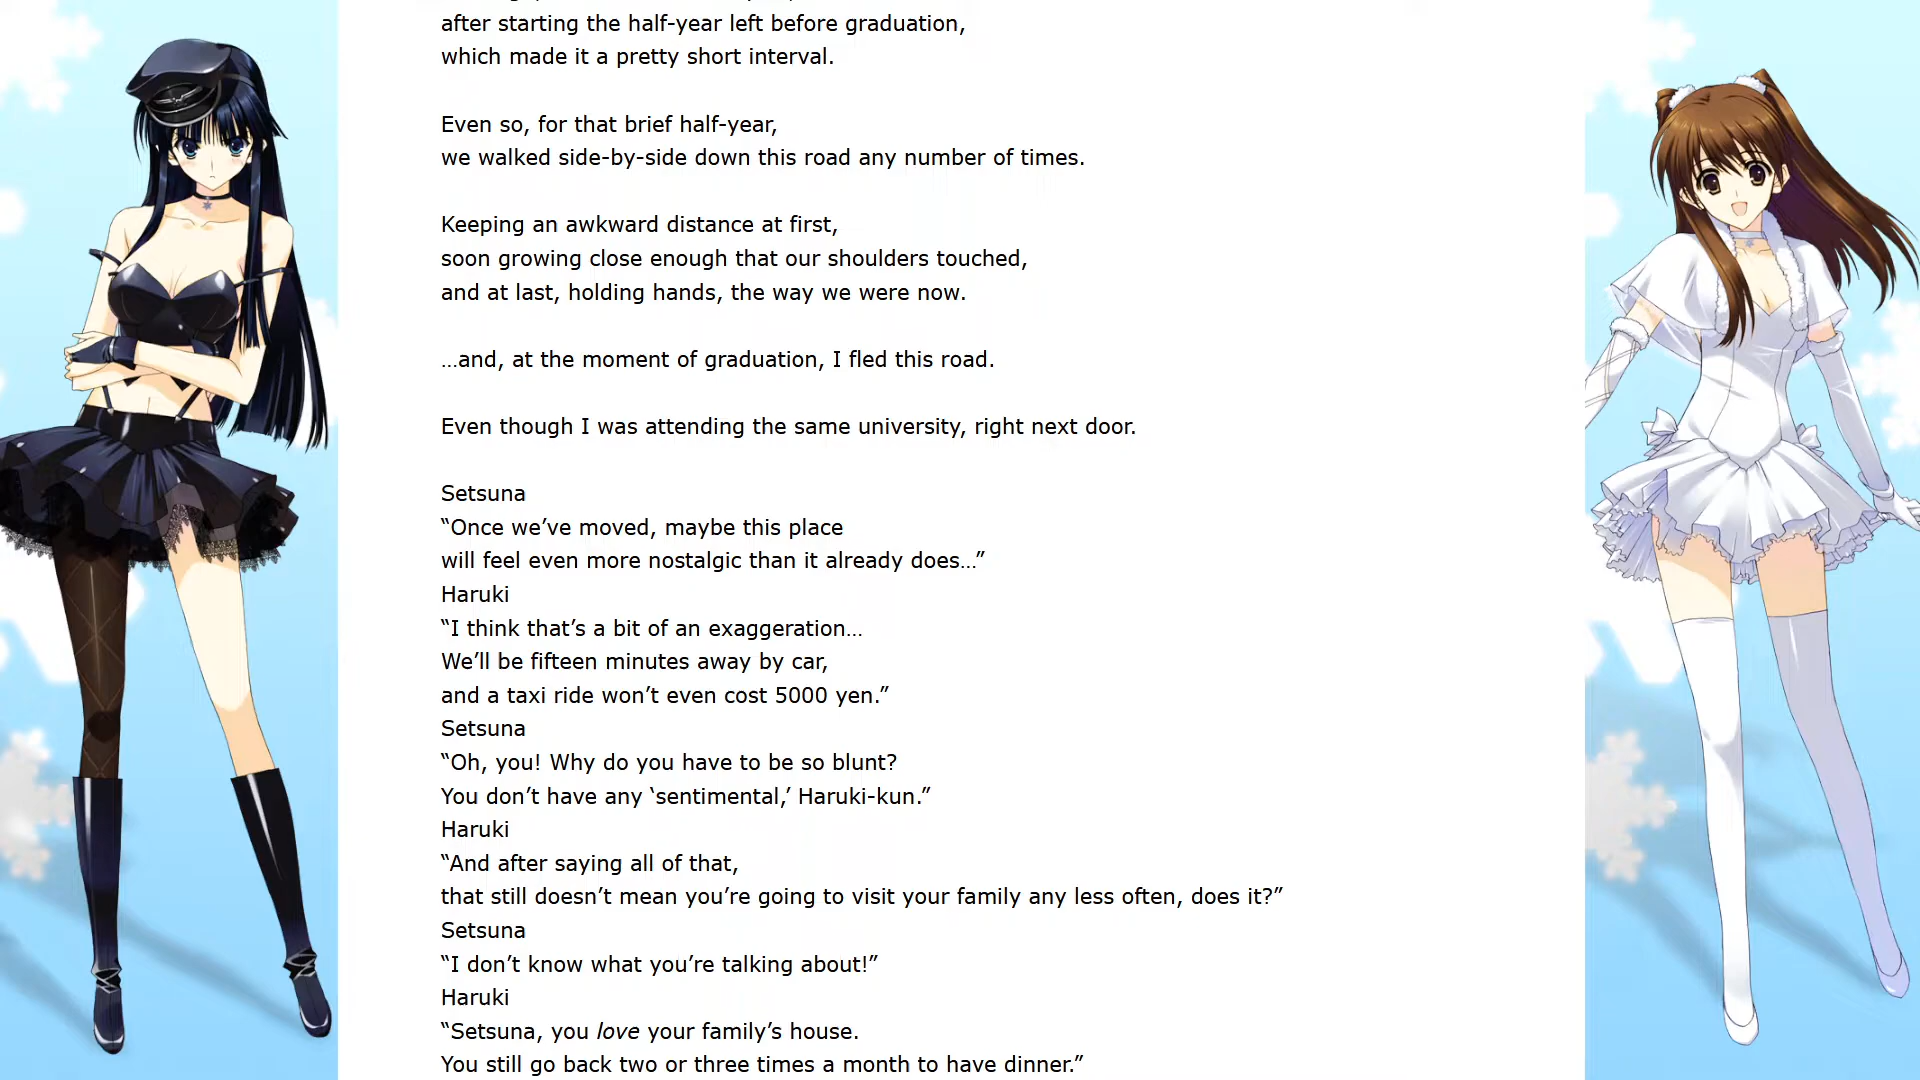 after starting the half-year left before graduation,
which made it a pretty short interval.
Even so, for that brief half-year,
we walked side-by-side down this road any number of times.
Keeping an awkward distance at first,
soon growing close enough that our shoulders touched,
and at last, holding hands, the way we were now.
…and, at the moment of graduation, I fled this road.
Even though I was attending the same university, right next door.
Setsuna
“Once we’ve moved, maybe this place
will feel even more nostalgic than it already does…”
Haruki
“I think that’s a bit of an exaggeration…
We’ll be fifteen minutes away by car,
and a taxi ride won’t even cost 5000 yen.”
Setsuna
“Oh, you! Why do you have to be so blunt?
You don’t have any ‘sentimental,’ Haruki-kun.”
Haruki
“And after saying all of that,
that still doesn’t mean you’re going to visit your family any less often, does it?”
Setsuna
“I don’t know what you’re talking about!”
Haruki
“Setsuna, you love your family’s house.
You still go back two or three times a month to have dinner.”